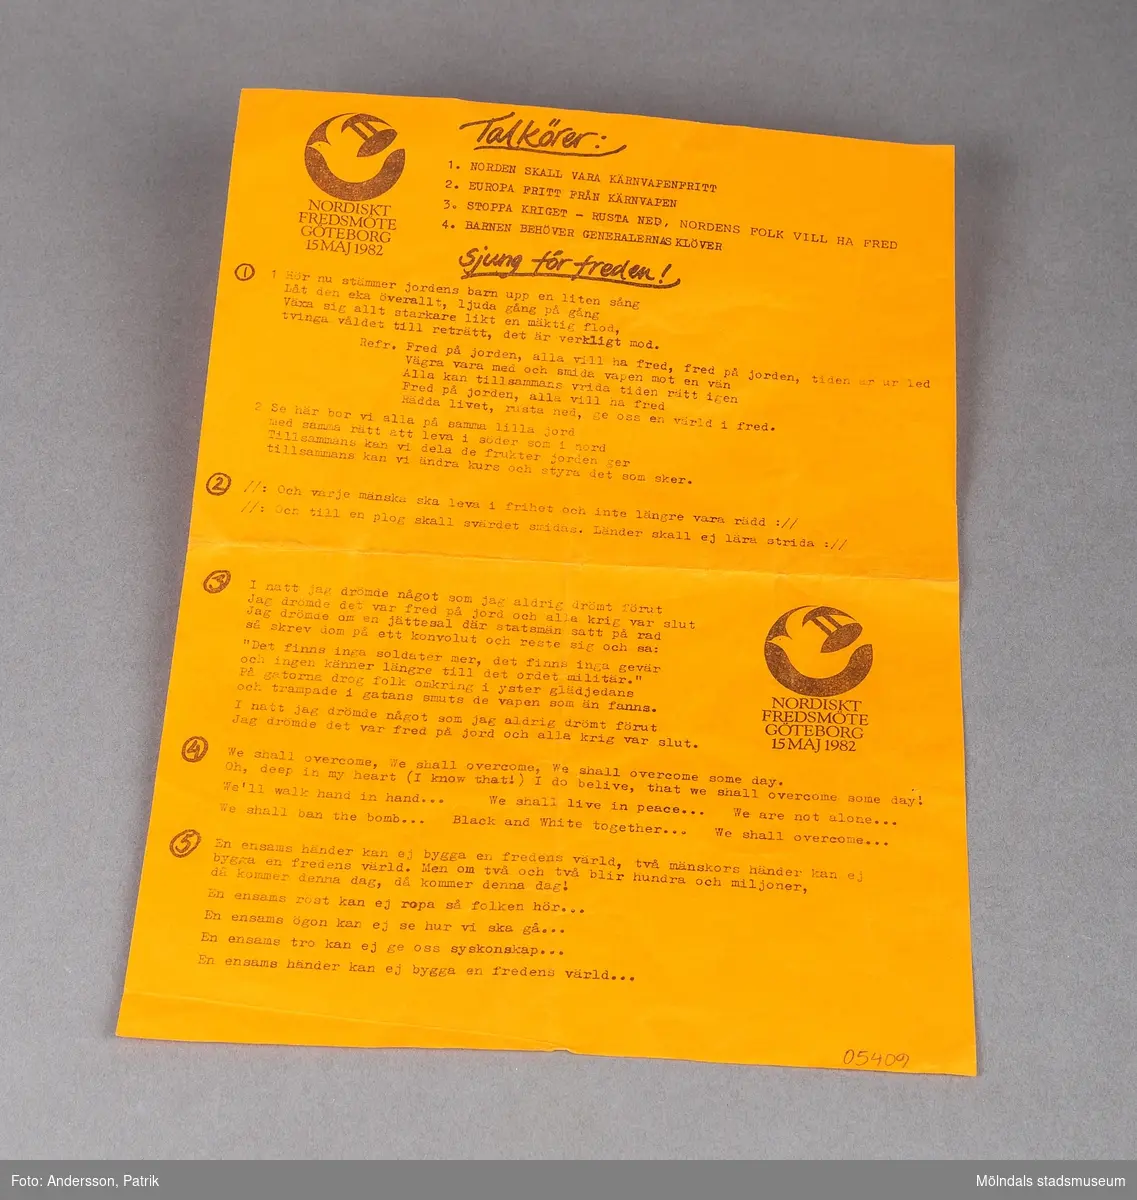 NORDISKT
FREDSMÖTE
GÖTEBORG
15 MAJ 1982
Talkörer:
1. NORDEN SKALL VARA KÄRNVAPENFRITT
2. EUROPA FRITT FRÅN KÄRNVAPEN
3. STOPPA KRIGET - RUSTA NED, NORDENS FOLK VILL HA FRED
4. BARNEN BEHÖVER GENERALERNAS KLÖVER
Sjung för freden!
1 1 Hör nu stämmer jordens barn upp en liten sång
Låt den eka överallt, ljuda gång på gång
Växa sig allt starkare likt en mäktig flod,
tvinga våldet till reträtt, det är verkligt mod.
Refr. Fred på jorden, alla vill ha fred, fred på jorden, tiden är ur led
Vägra vara med och smida vapen mot en vän
Alla kan tillsammans vrida tiden rätt igen
Fred på jorden, alla vill ha fred
Rädda livet, rusta ned, ge oss en värld i fred.
2 Se här bor vi alla på samma lilla jord
med samma rätt att leva i söder som i nord
Tillsammans kan vi dela de frukter jorden ger
tillsammans kan vi ändra kurs och styra det som sker.
2 //: Och varje mänska ska leva i frihet och inte längre vara rädd ://
//: Och till en plog skall svärdet smidas. Länder skall ej lära strida ://
3 I natt jag drömde något som jag aldrig drömt förut
Jag drömde det var fred på jord och alla krig var slut
Jag drömde om en jättesal där statsmän satt på rad
så skrev dom på ett konvolut och reste sig och sa:
"Det finns inga soldater mer, det finns inga gevär
och ingen känner längre till det ordet militär."
På gatorna drog folk omkring i yster glädjedans
och trampade i gatans smuts de vapen som än fanns.
I natt jag drömde något som jag aldrig drömt förut
Jag drömde det var fred på jord och alla krig var slut.
NORDISKT
FREDSMÖTE
GÖTEBORG
15 MAJ 1982
4 We shall overcome, We shall overcome, We shall overcome some day.
Oh, deep in my heart (I know that!) I do belive, that we shall overcome some day!
We'll walk hand in hand... We shall live in peace... We are not alone...
We shall ban the bomb... Black and White together... We shall overcome...
5 En ensams händer kan ej bygga en fredens värld, två mänskors händer kan ej
bygga en fredens värld. Men om två och två blir hundra och miljoner,
då kommer denna dag, då kommer denna dag!
En ensams röst kan ej ropa så folken hör...
En ensams ögon kan ej se hur vi ska gå...
En ensams tro kan ej ge oss syskonskap...
En ensams händer kan ej bygga en fredens värld...
05409
Foto: Andersson, Patrik
Mölndals stadsmuseum